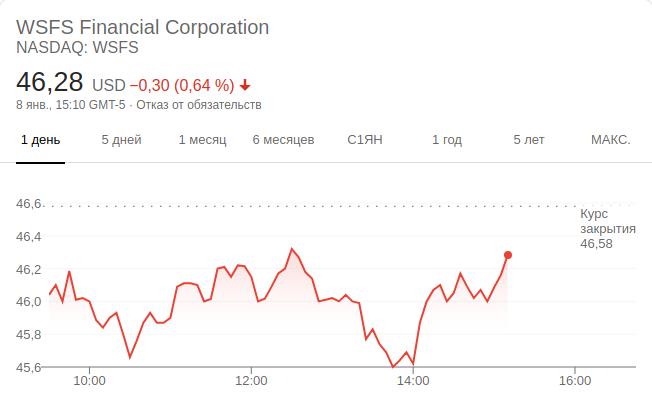 WSFS Financial Corporation
NASDAQ: WSFS
46,28 USD −0,30 (0,64 %)
8 янв., 15:10 GMT-5 · Отказ от обязательств
1 день 5 дней 1 месяц 6 месяцев С1ЯН 1 год 5 лет МАКС.
46,6
Курс
закрытия
46,58
46,4
46,2
46,0
45,8
45,6
10:00 12:00 14:00 16:00